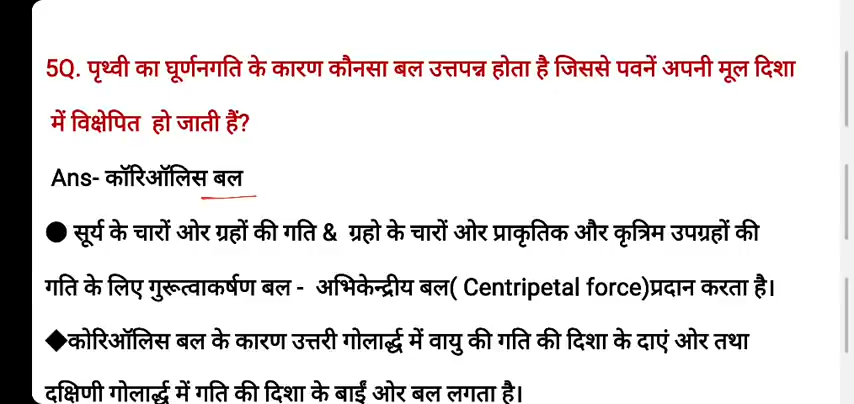 5Q. पृथ्वी का घूर्णनगति के कारण कौनसा बल उत्तपन्न होता है जिससे पवनें अपनी मूल दिशा
में विक्षेपित हो जाती हैं?
Ans- कॉरिऑलिस बल
● सूर्य के चारों ओर ग्रहों की गति & ग्रहो के चारों ओर प्राकृतिक और कृत्रिम उपग्रहों की
गति के लिए गुरूत्वाकर्षण बल - अभिकेन्द्रीय बल( Centripetal force)प्रदान करता है।
◆कोरिऑलिस बल के कारण उत्तरी गोलार्द्ध में वायु की गति की दिशा के दाएं ओर तथा
दक्षिणी गोलार्द्ध में गति की दिशा के बाईं ओर बल लगता है।